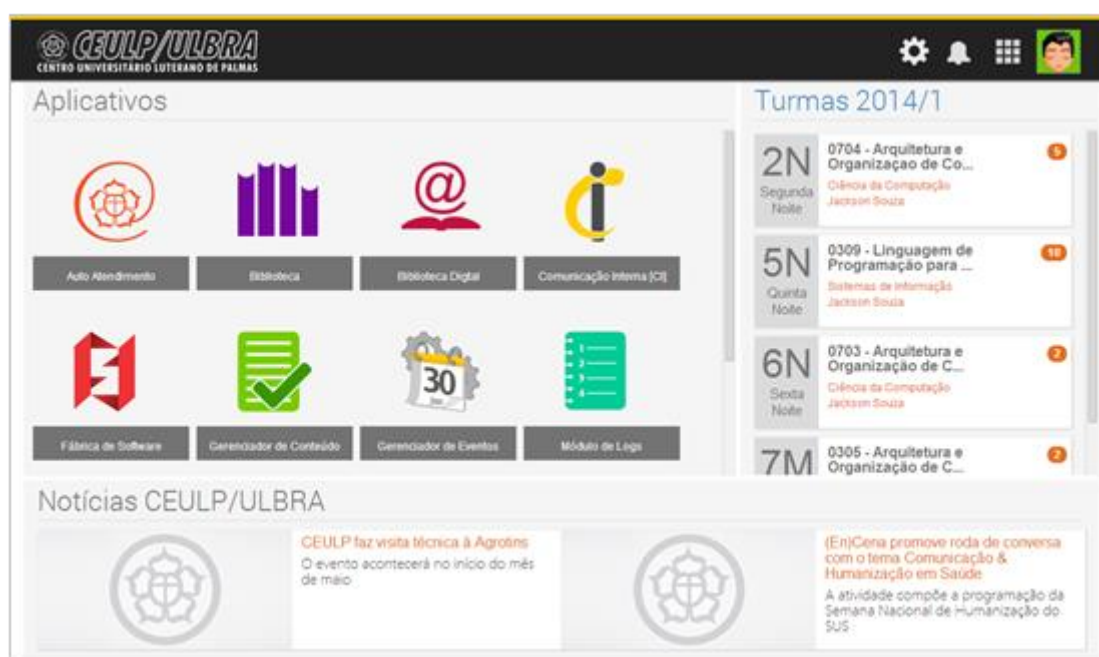 CEULP/ULBRA
CENTRO UNIVERSITÁRIO LUTERANO DE PALMAS
Aplicativos
@
Auto Atendimento
Biblioteca
@
Biblioteca Digital
Comunicação Interna [CI]
Fábrica de Software
Gerenciador de Conteúdo
30
Gerenciador de Eventos
1
2
3
4
Módulo de Logs
Turmas 2014/1
2N
Segunda
Noite
0704 - Arquitetura e
Organizaçao de Co...
Ciência da Computação
Jackson Souza
5
5N
Quinta
Noite
0309 - Linguagem de
Programação para ...
Sistemas de Informação
Jackson Souza
10
6N
Sexta
Noite
0703 - Arquitetura e
Organização de C...
Ciência da Computação
Jackson Souza
2
7M
0305 - Arquitetura e
Organização de C...
2
Notícias CEULP/ULBRA
CEULP faz visita técnica à Agrotins
O evento acontecerá no início do mês
de maio
(En)Cena promove roda de conversa
com o tema Comunicação &
Humanização em Saúde
A atividade compõe a programação da
Semana Nacional de Humanização do
SUS